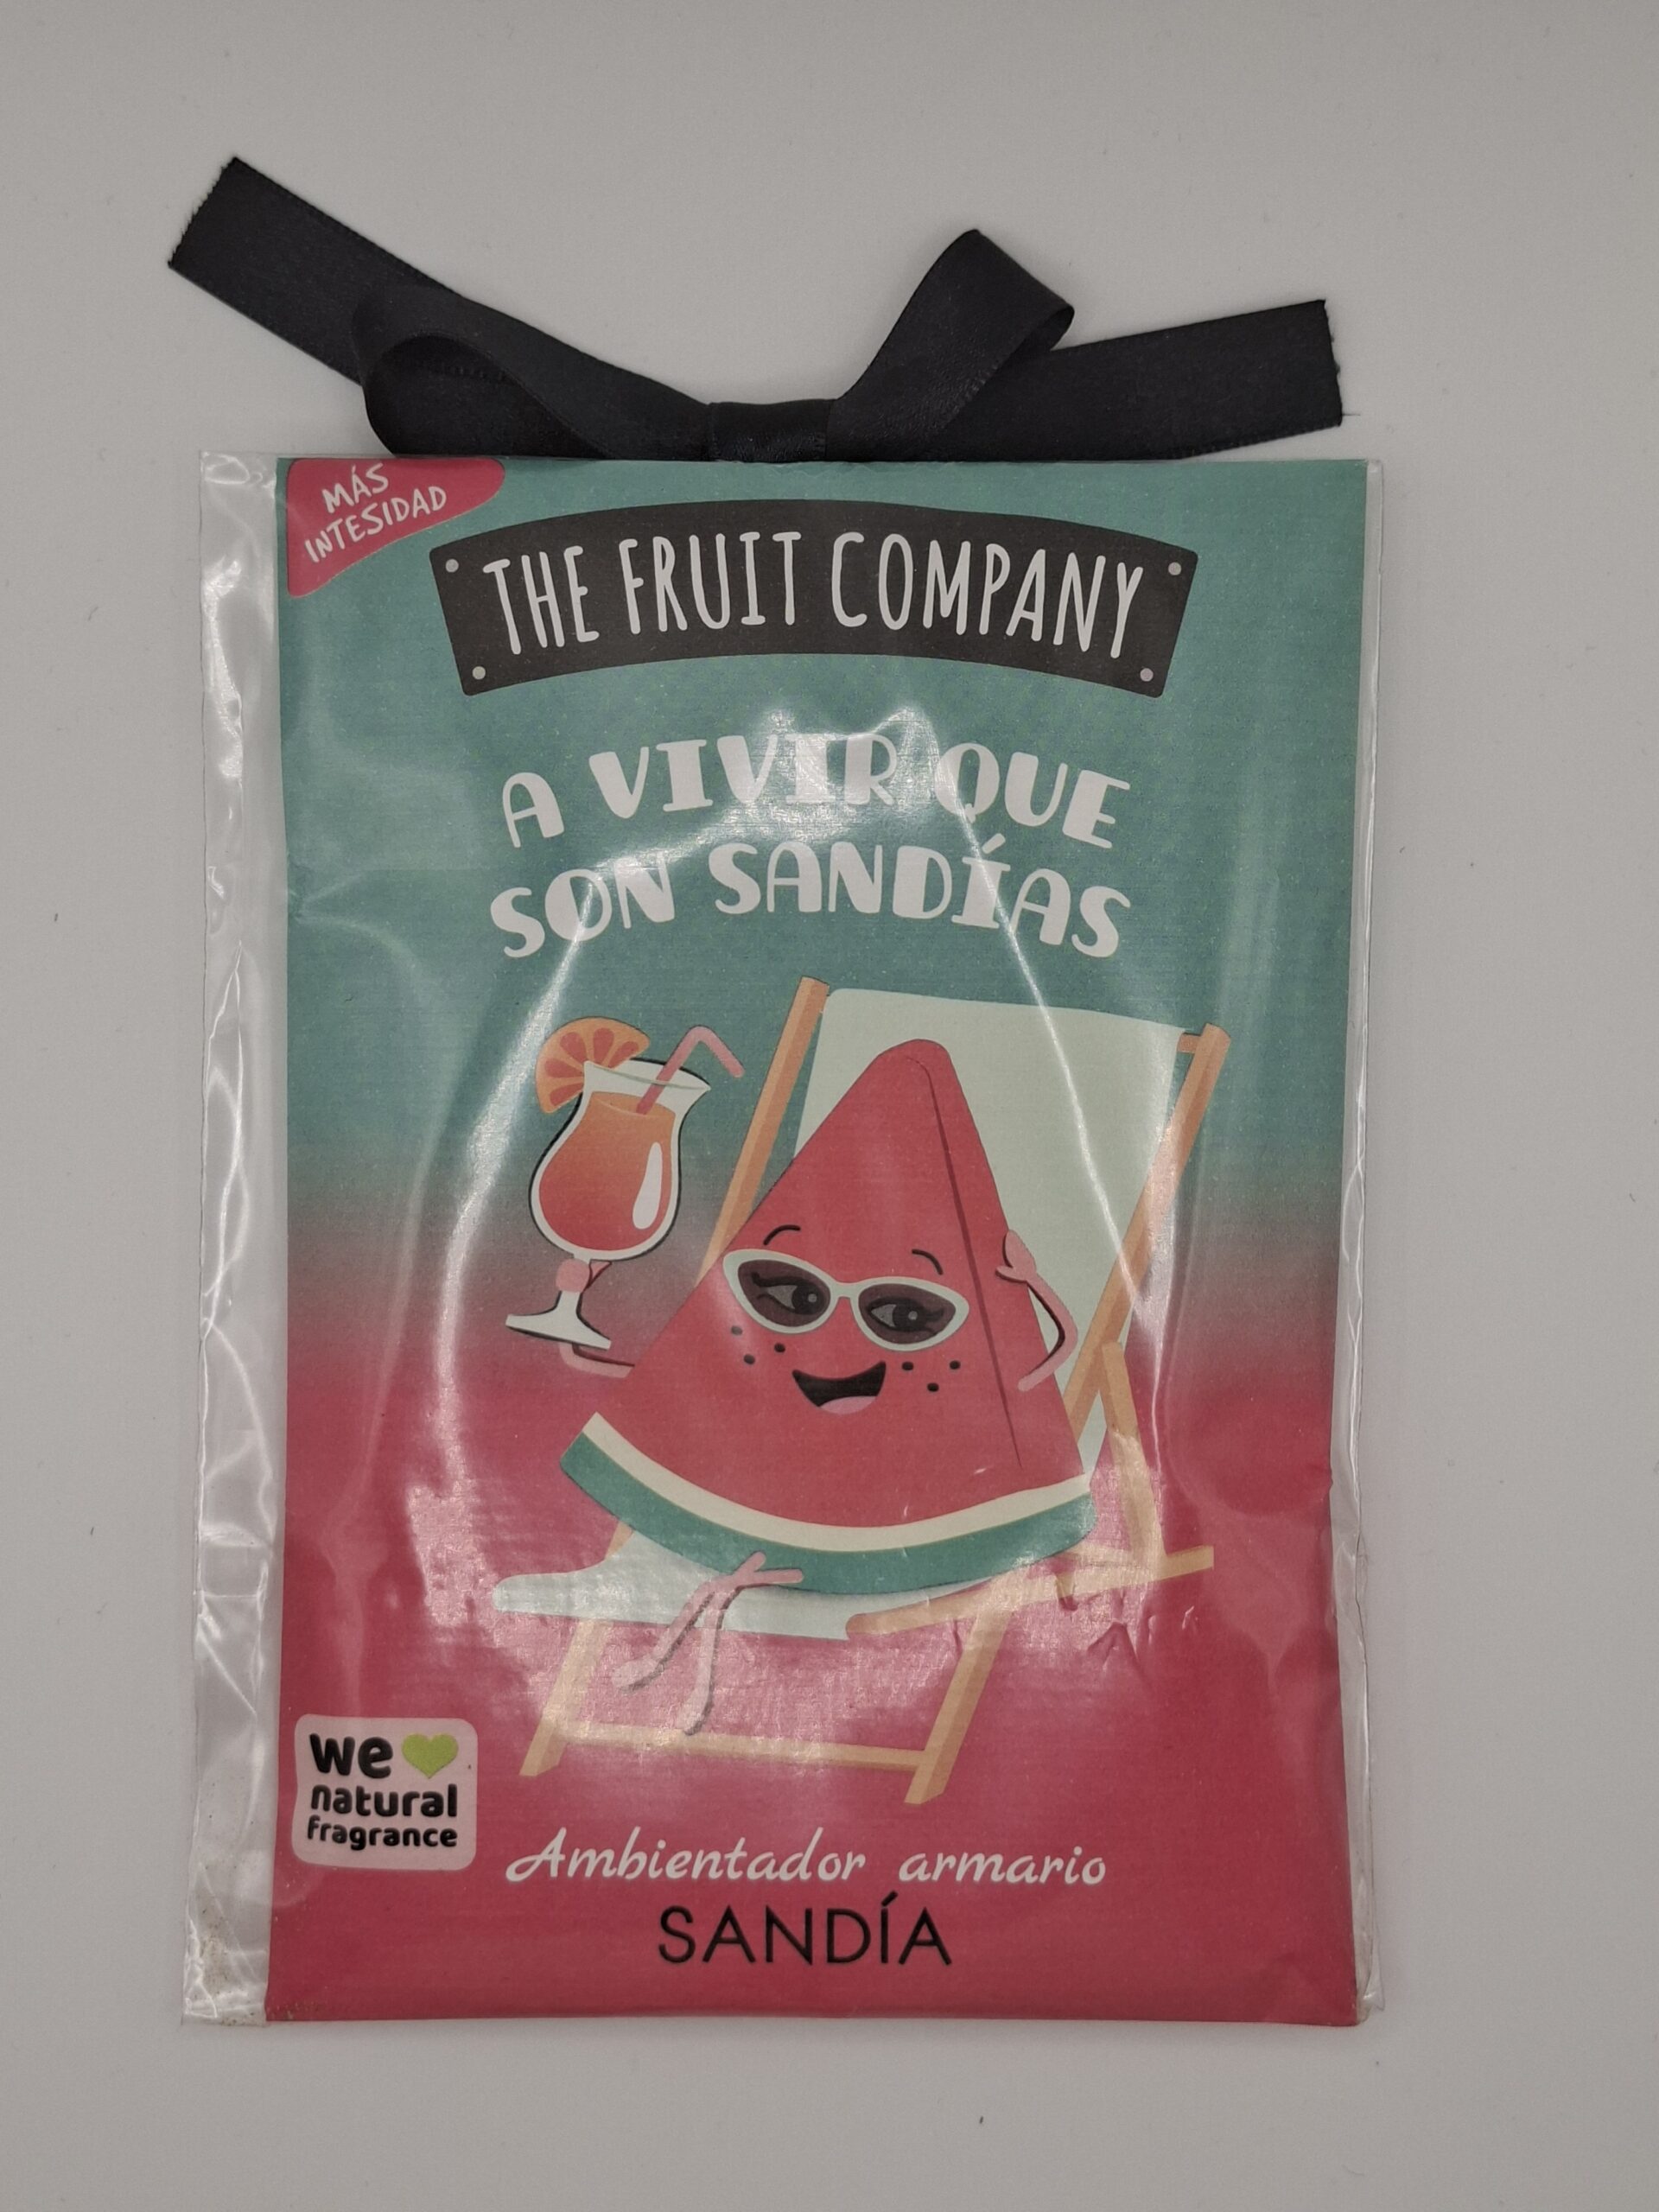 MÁS
INTESIDAD
THE FRUIT COMPANY
A VIVIR QUE
SON SANDÍAS
we
natural
fragrance
Ambientador armario
SANDÍA